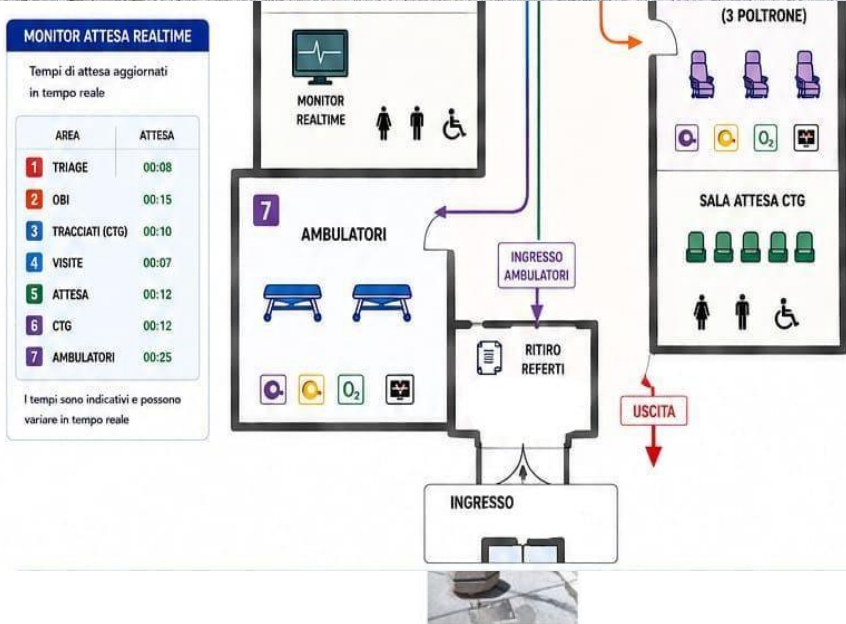 MONITOR ATTESA REALTIME
Tempi di attesa aggiornati
in tempo reale
AREA ATTESA
1 TRIAGE 00:08
2 OBI 00:15
3 TRACCIATI (CTG) 00:10
4 VISITE 00:07
5 ATTESA 00:12
6 CTG 00:12
7 AMBULATORI 00:25
I tempi sono indicativi e possono
variare in tempo reale
MONITOR
REALTIME
7
AMBULATORI
O2
INGRESSO
AMBULATORI
RITIRO
REFERTI
INGRESSO
(3 POLTRONE)
O2
SALA ATTESA CTG
USCITA